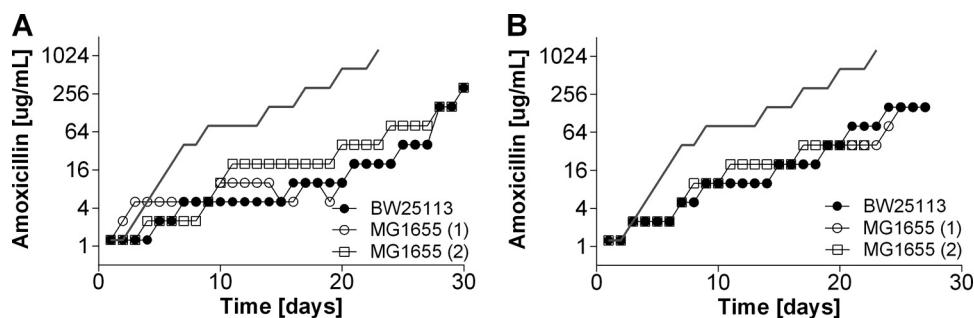 A
Amoxicillin [ug/mL]
1024
256
64
16
4
1
0
10
20
30
Time [days]
BW25113
MG1655 (1)
MG1655 (2)
B
Amoxicillin [ug/mL]
1024
256
64
16
4
1
0
10
20
30
Time [days]
BW25113
MG1655 (1)
MG1655 (2)